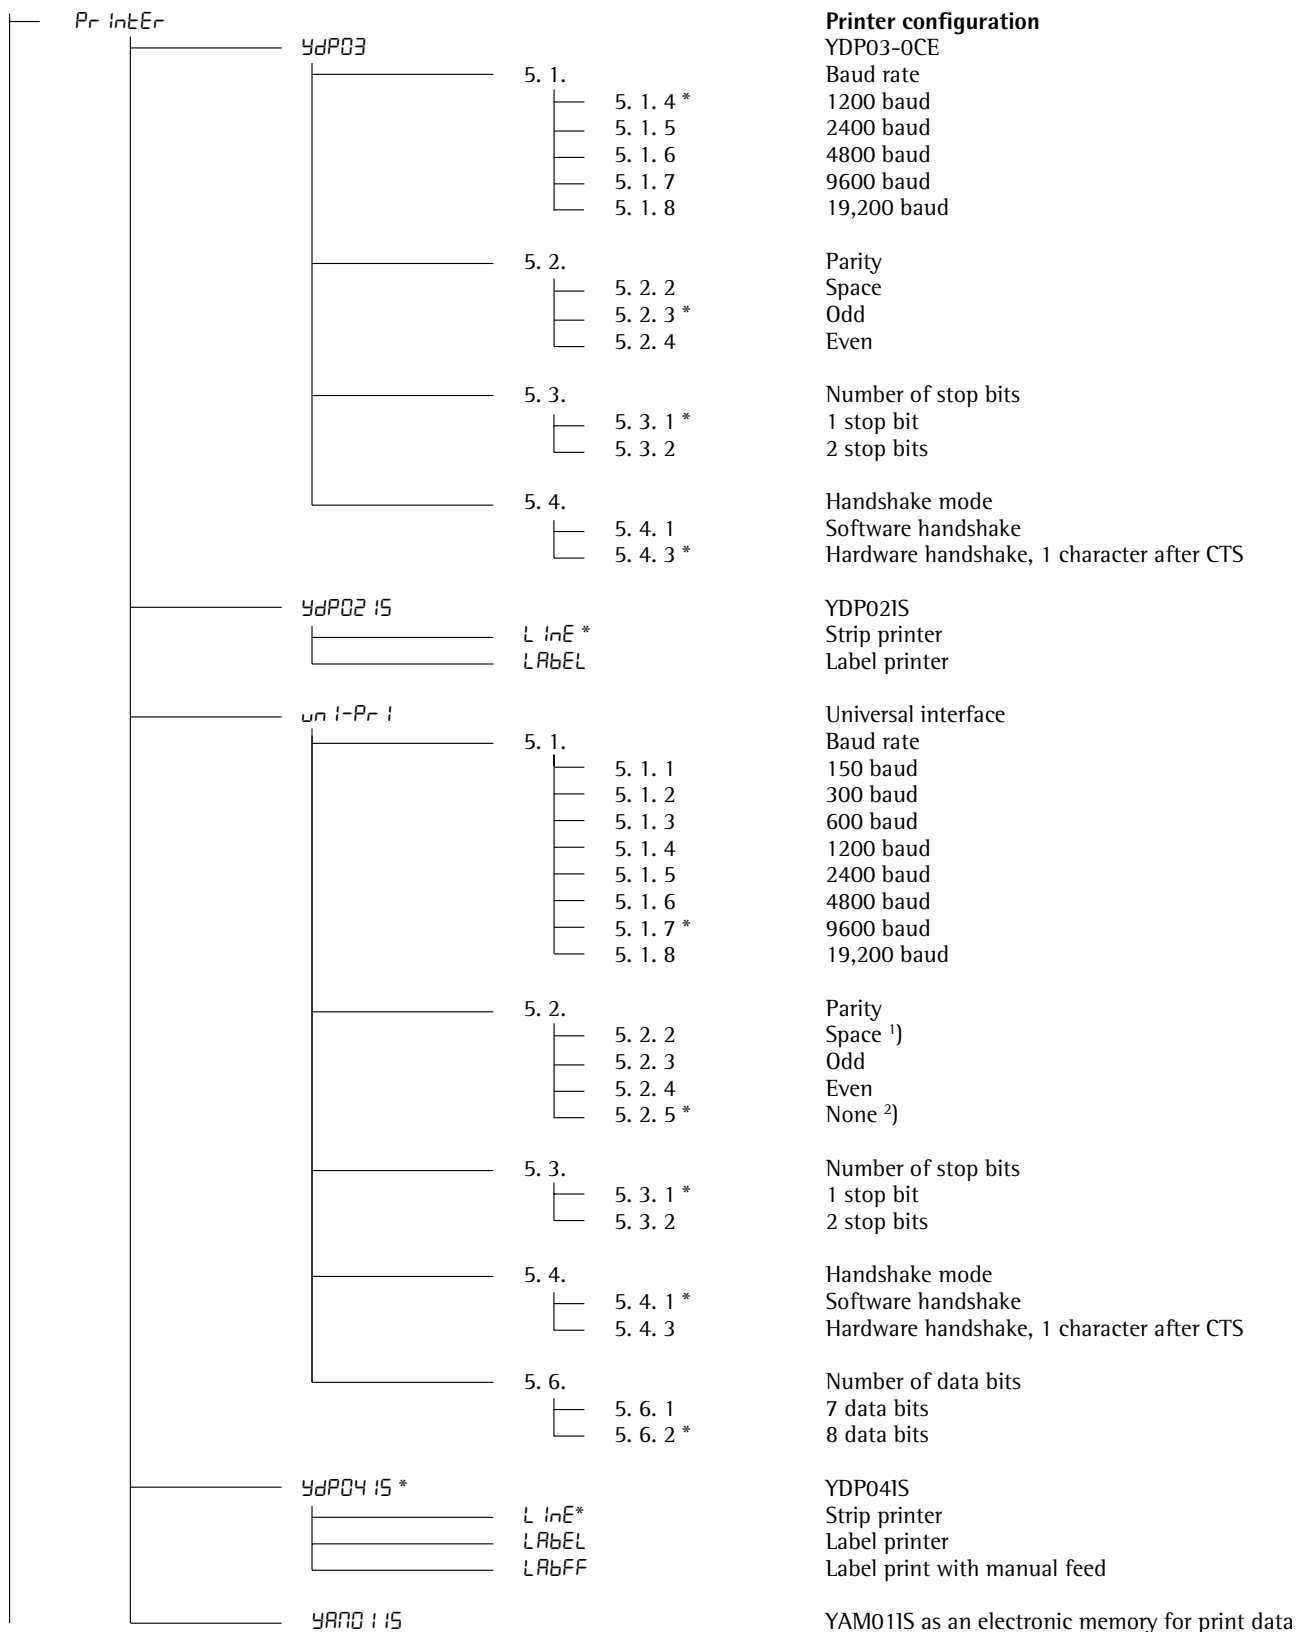 PrIntEr Printer configuration
YdP03 YDP03-0CE
5. 1. Baud rate
5. 1. 4 * 1200 baud
5. 1. 5 2400 baud
5. 1. 6 4800 baud
5. 1. 7 9600 baud
5. 1. 8 19,200 baud
5. 2. Parity
5. 2. 2 Space
5. 2. 3 * Odd
5. 2. 4 Even
5. 3. Number of stop bits
5. 3. 1 * 1 stop bit
5. 3. 2 2 stop bits
5. 4. Handshake mode
5. 4. 1 Software handshake
5. 4. 3 * Hardware handshake, 1 character after CTS
YdP02IS YDP02IS
LInE * Strip printer
LAbEL Label printer
unI-PrI Universal interface
5. 1. Baud rate
5. 1. 1 150 baud
5. 1. 2 300 baud
5. 1. 3 600 baud
5. 1. 4 1200 baud
5. 1. 5 2400 baud
5. 1. 6 4800 baud
5. 1. 7 * 9600 baud
5. 1. 8 19,200 baud
5. 2. Parity
5. 2. 2 Space ¹)
5. 2. 3 Odd
5. 2. 4 Even
5. 2. 5 * None ²)
5. 3. Number of stop bits
5. 3. 1 * 1 stop bit
5. 3. 2 2 stop bits
5. 4. Handshake mode
5. 4. 1 * Software handshake
5. 4. 3 Hardware handshake, 1 character after CTS
5. 6. Number of data bits
5. 6. 1 7 data bits
5. 6. 2 * 8 data bits
YdP04IS * YDP04IS
LInE* Strip printer
LAbEL Label printer
LAbFF Label print with manual feed
YAM01IS YAM01IS as an electronic memory for print data